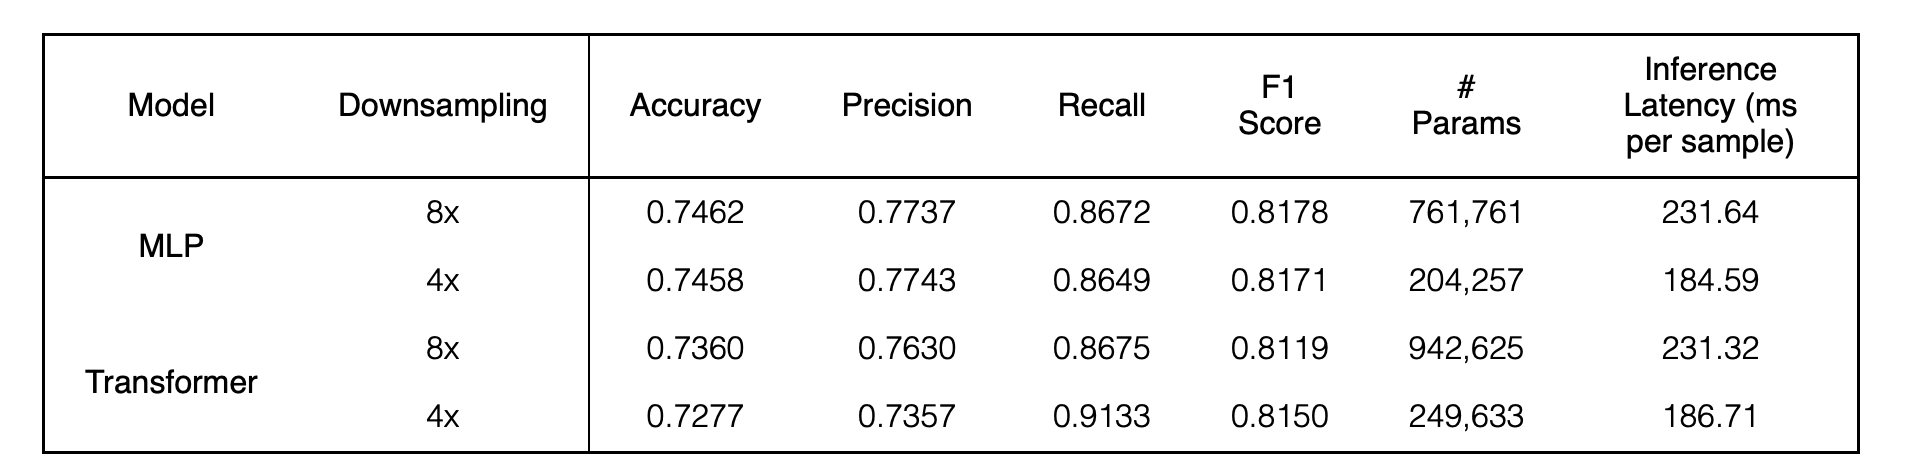 Model Downsampling Accuracy Precision Recall F1 Score # Params Inference Latency (ms per sample)
MLP 8x 0.7462 0.7737 0.8672 0.8178 761,761 231.64
4x 0.7458 0.7743 0.8649 0.8171 204,257 184.59
Transformer 8x 0.7360 0.7630 0.8675 0.8119 942,625 231.32
4x 0.7277 0.7357 0.9133 0.8150 249,633 186.71